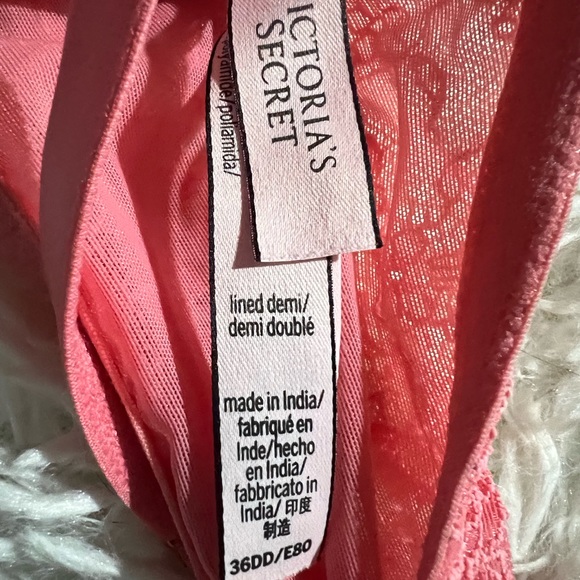 VICTORIA'S
SECRET
/poliamida/
lined demi/
demi doublé
made in India/
fabriqué en
Inde/hecho
en India/
fabbricato in
India/ 印度
制造
36DD/E80